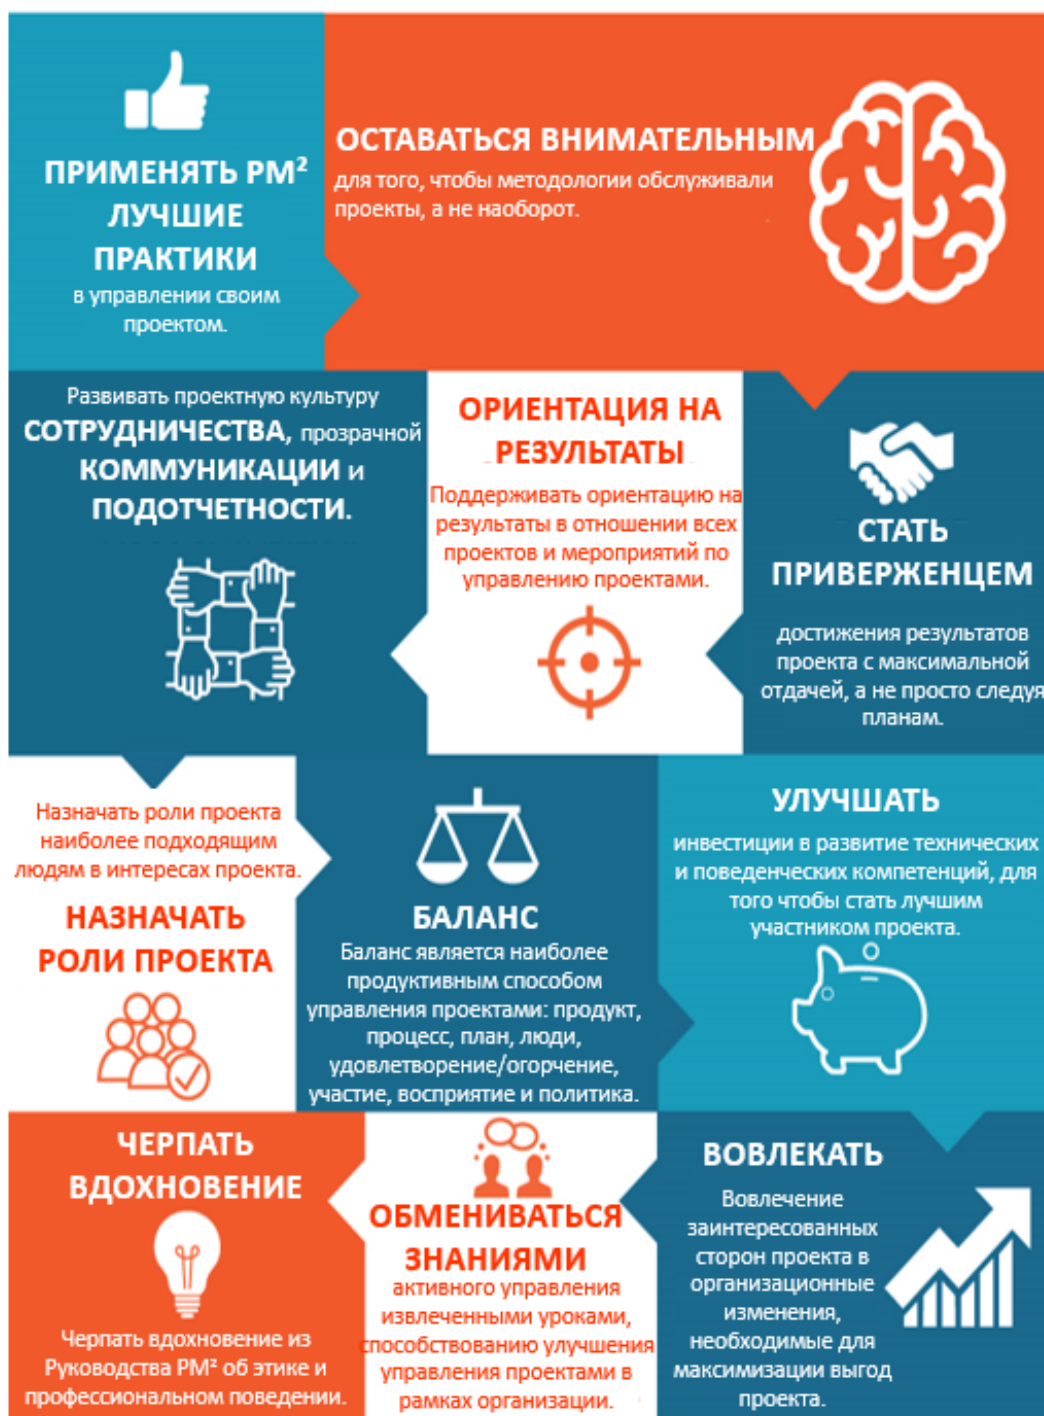 ПРИМЕНЯТЬ PM²
ЛУЧШИЕ
ПРАКТИКИ
в управлении своим
проектом.
ОСТАВАТЬСЯ ВНИМАТЕЛЬНЫМ
для того, чтобы методологии обслуживали
проекты, а не наоборот.
Развивать проектную культуру
СОТРУДНИЧЕСТВА, прозрачной
КОММУНИКАЦИИ и
ПОДОТЧЕТНОСТИ.
ОРИЕНТАЦИЯ НА
РЕЗУЛЬТАТЫ
Поддерживать ориентацию на
результаты в отношении всех
проектов и мероприятий по
управлению проектами.
СТАТЬ
ПРИВЕРЖЕНЦЕМ
достижения результатов
проекта с максимальной
отдачей, а не просто следуя
планам.
Назначать роли проекта
наиболее подходящим
людям в интересах проекта.
НАЗНАЧАТЬ
РОЛИ ПРОЕКТА
БАЛАНС
Баланс является наиболее
продуктивным способом
управления проектами: продукт,
процесс, план, люди,
удовлетворение/огорчение,
участие, восприятие и политика.
УЛУЧШАТЬ
инвестиции в развитие технических
и поведенческих компетенций, для
того чтобы стать лучшим
участником проекта.
ЧЕРПАТЬ
ВДОХНОВЕНИЕ
Черпать вдохновение из
Руководства PM² об этике и
профессиональном поведении.
ОБМЕНИВАТЬСЯ
ЗНАНИЯМИ
активного управления
извлеченными уроками,
способствованию улучшения
управления проектами в
рамках организации.
ВОВЛЕКАТЬ
Вовлечение
заинтересованных
сторон проекта в
организационные
изменения,
необходимые для
максимизации выгод
проекта.